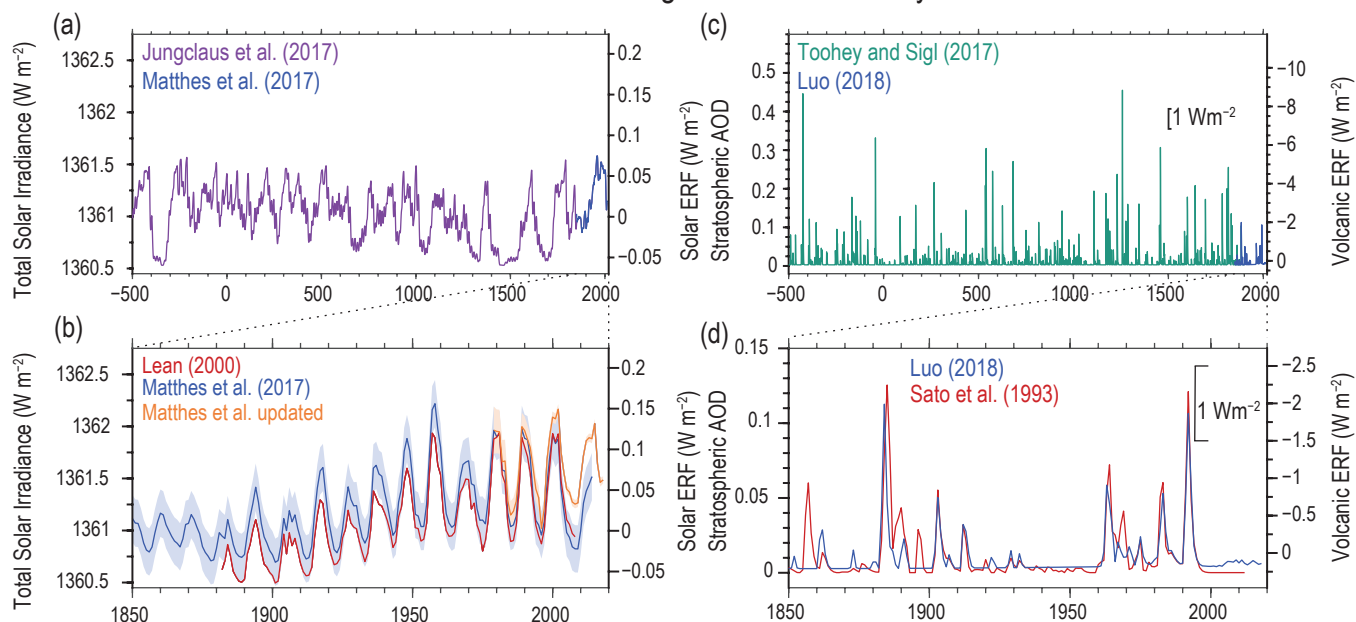 (a)
Jungclaus et al. (2017)
Matthes et al. (2017)
Total Solar Irradiance (W m⁻²)
1362.5
1362
1361.5
1361
1360.5
0.2
0.15
0.1
0.05
0
−0.05
Solar ERF (W m⁻²)
−500 0 500 1000 1500 2000
(c)
Toohey and Sigl (2017)
Luo (2018)
[1 Wm⁻²
Stratospheric AOD
0.5
0.4
0.3
0.2
0.1
0
−10
−8
−6
−4
−2
0
Volcanic ERF (W m⁻²)
−500 0 500 1000 1500 2000
(b)
Lean (2000)
Matthes et al. (2017)
Matthes et al. updated
Total Solar Irradiance (W m⁻²)
1362.5
1362
1361.5
1361
1360.5
0.2
0.15
0.1
0.05
0
−0.05
Solar ERF (W m⁻²)
1850 1900 1950 2000
(d)
Luo (2018)
Sato et al. (1993)
1 Wm⁻²
Stratospheric AOD
0.15
0.1
0.05
0
−2.5
−2
−1.5
−1
−0.5
0
Volcanic ERF (W m⁻²)
1850 1900 1950 2000